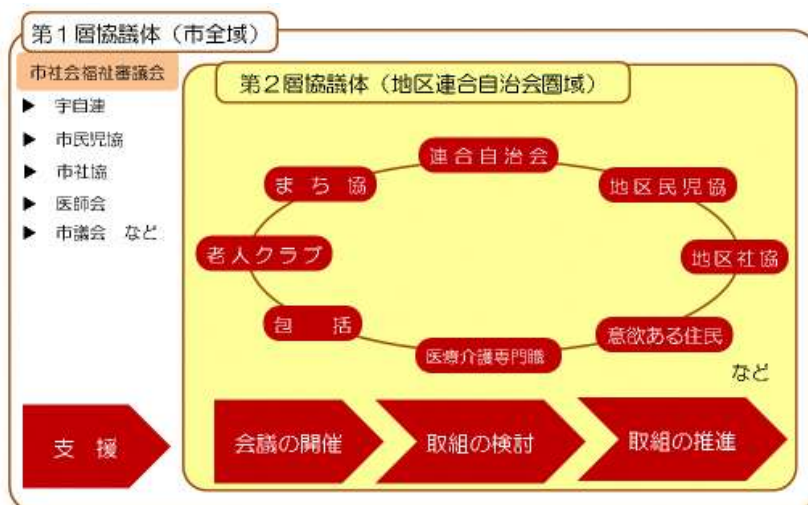 第1層協議体（市全域）
市社会福祉審議会
▶ 宇自連
▶ 市民児協
▶ 市社協
▶ 医師会
▶ 市議会 など
支 援
第2層協議体（地区連合自治会圏域）
連合自治会
まち協
地区民児協
老人クラブ
地区社協
包 括
意欲ある住民
医療介護専門職
など
会議の開催
取組の検討
取組の推進